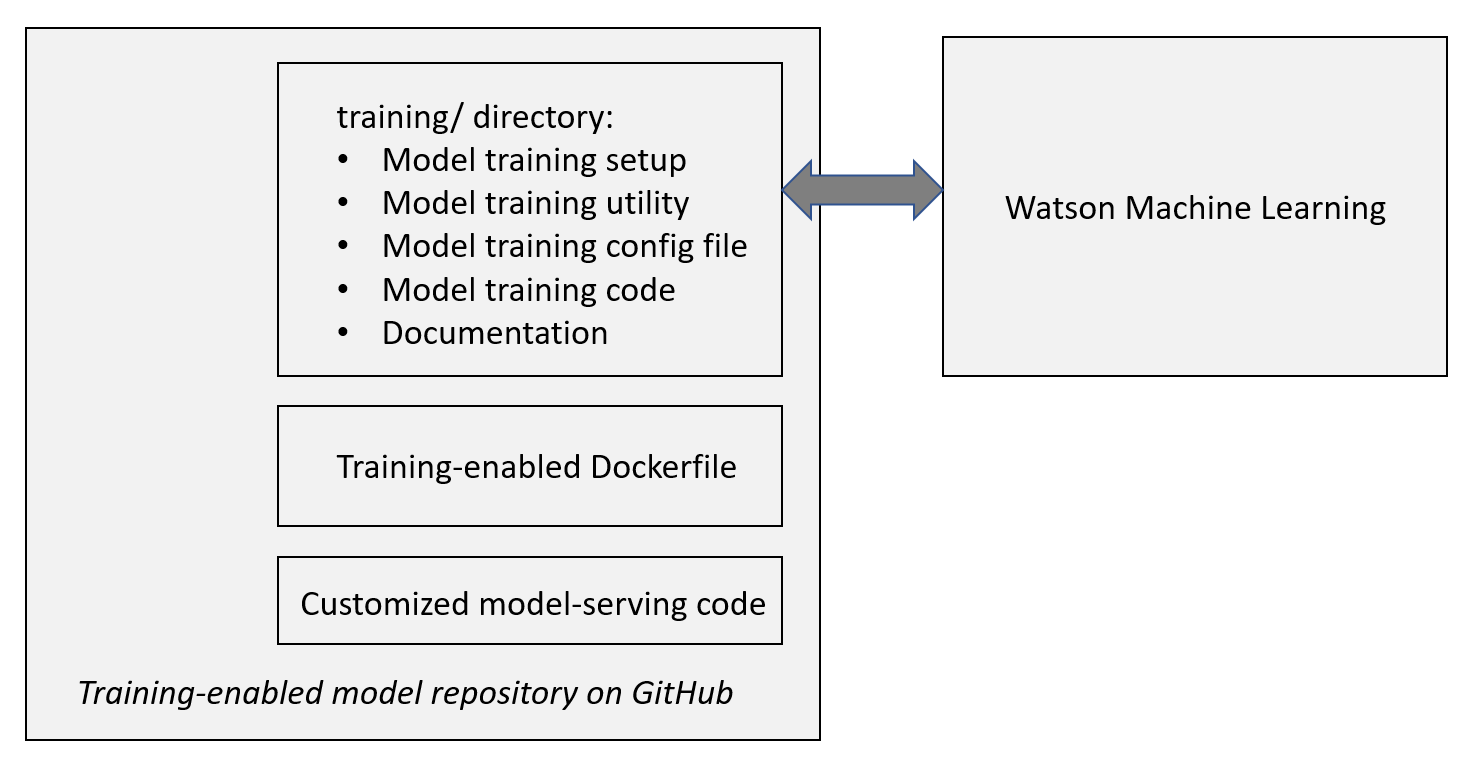 training/ directory:
• Model training setup
• Model training utility
• Model training config file
• Model training code
• Documentation
Watson Machine Learning
Training-enabled Dockerfile
Customized model-serving code
Training-enabled model repository on GitHub